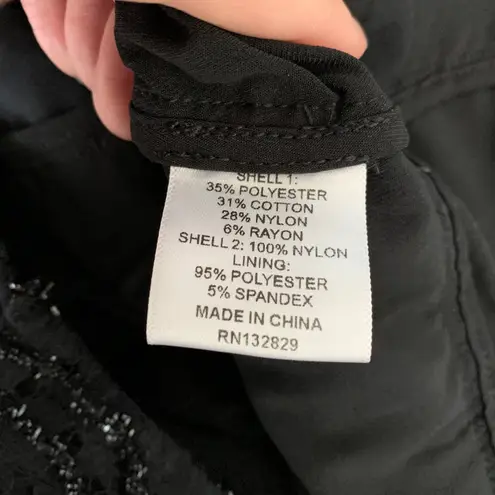 SHELL 1:
35% POLYESTER
31% COTTON
28% NYLON
6% RAYON
SHELL 2: 100% NYLON
LINING:
95% POLYESTER
5% SPANDEX
MADE IN CHINA
RN132829